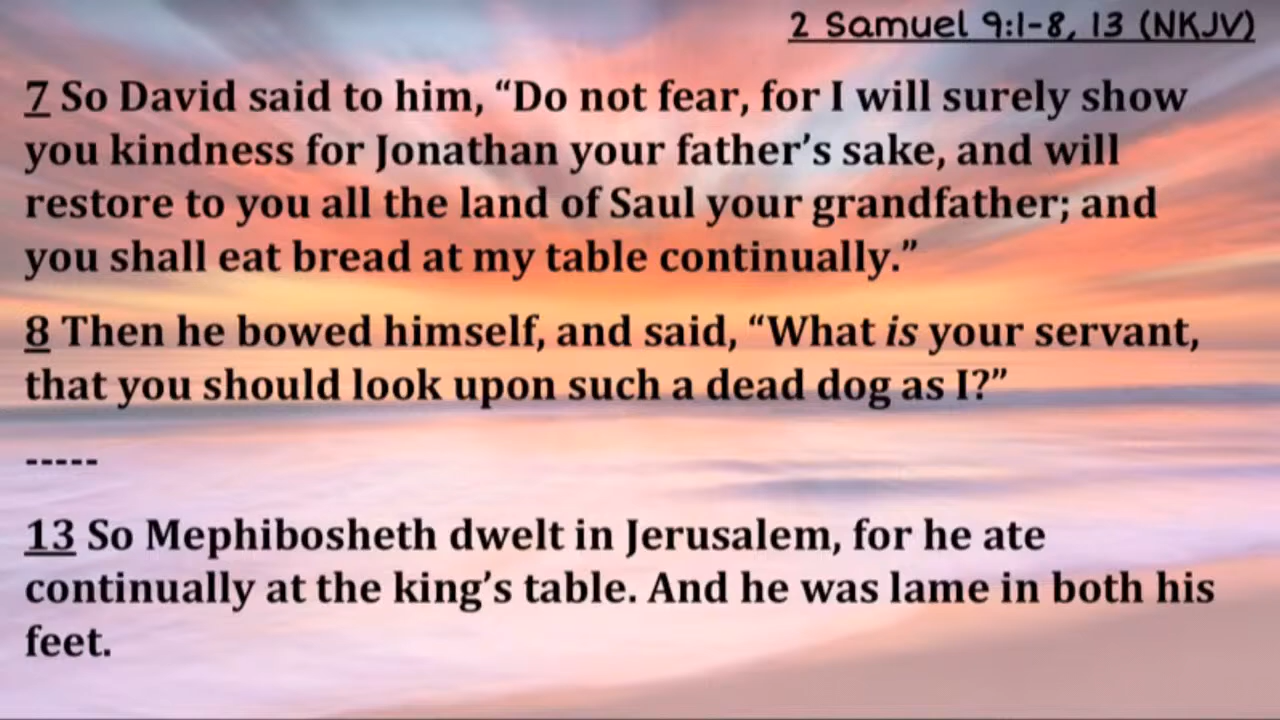 2 Samuel 9:1-8, 13 (NKJV)
7 So David said to him, “Do not fear, for I will surely show
you kindness for Jonathan your father’s sake, and will
restore to you all the land of Saul your grandfather; and
you shall eat bread at my table continually.”
8 Then he bowed himself, and said, “What is your servant,
that you should look upon such a dead dog as I?”
-----
13 So Mephibosheth dwelt in Jerusalem, for he ate
continually at the king’s table. And he was lame in both his
feet.